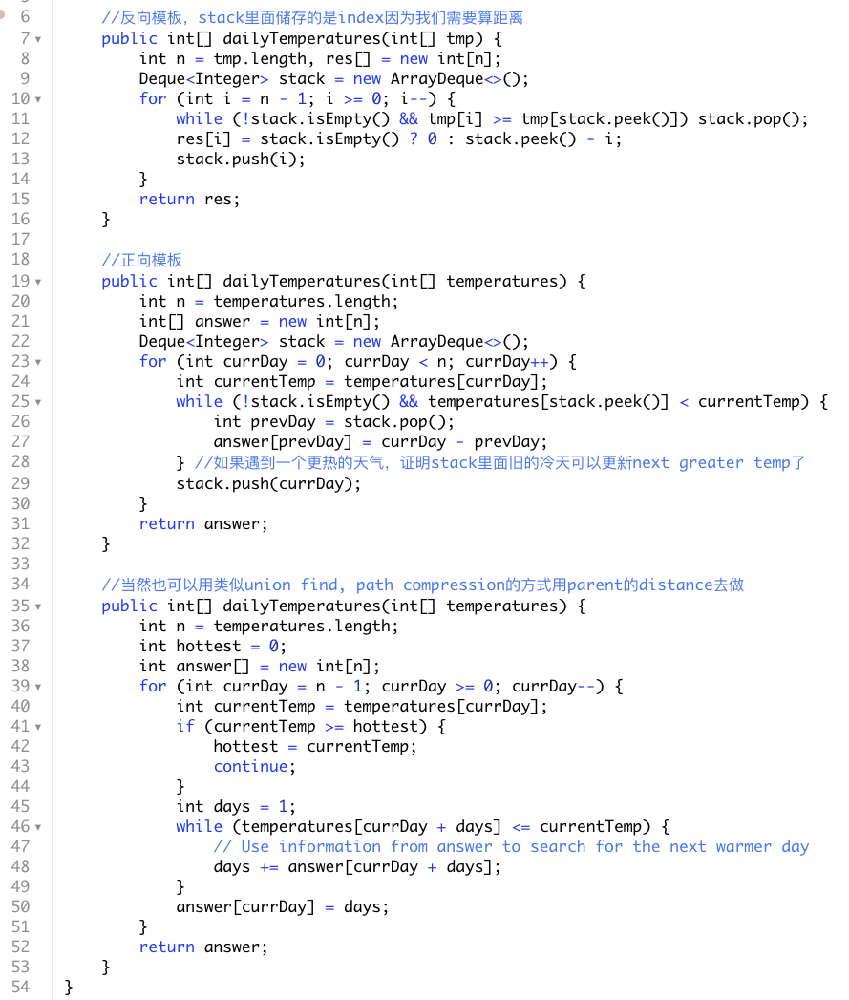 6 //反向模板，stack里面储存的是index因为我们需要算距离
7 public int[] dailyTemperatures(int[] tmp) {
8 int n = tmp.length, res[] = new int[n];
9 Deque<Integer> stack = new ArrayDeque<>();
10 for (int i = n - 1; i >= 0; i--) {
11 while (!stack.isEmpty() && tmp[i] >= tmp[stack.peek()]) stack.pop();
12 res[i] = stack.isEmpty() ? 0 : stack.peek() - i;
13 stack.push(i);
14 }
15 return res;
16 }
17
18 //正向模板
19 public int[] dailyTemperatures(int[] temperatures) {
20 int n = temperatures.length;
21 int[] answer = new int[n];
22 Deque<Integer> stack = new ArrayDeque<>();
23 for (int currDay = 0; currDay < n; currDay++) {
24 int currentTemp = temperatures[currDay];
25 while (!stack.isEmpty() && temperatures[stack.peek()] < currentTemp) {
26 int prevDay = stack.pop();
27 answer[prevDay] = currDay - prevDay;
28 } //如果遇到一个更热的天气，证明stack里面旧的冷天可以更新next greater temp了
29 stack.push(currDay);
30 }
31 return answer;
32 }
33
34 //当然也可以用类似union find, path compression的方式用parent的distance去做
35 public int[] dailyTemperatures(int[] temperatures) {
36 int n = temperatures.length;
37 int hottest = 0;
38 int answer[] = new int[n];
39 for (int currDay = n - 1; currDay >= 0; currDay--) {
40 int currentTemp = temperatures[currDay];
41 if (currentTemp >= hottest) {
42 hottest = currentTemp;
43 continue;
44 }
45 int days = 1;
46 while (temperatures[currDay + days] <= currentTemp) {
47 // Use information from answer to search for the next warmer day
48 days += answer[currDay + days];
49 }
50 answer[currDay] = days;
51 }
52 return answer;
53 }
54 }